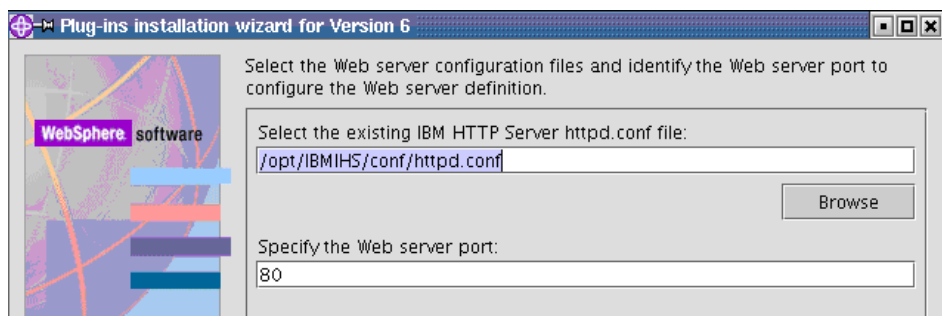 Plug-ins installation wizard for Version 6
Select the Web server configuration files and identify the Web server port to
configure the Web server definition.
WebSphere. software
Select the existing IBM HTTP Server httpd.conf file:
/opt/IBMIHS/conf/httpd.conf
Browse
Specify the Web server port:
80